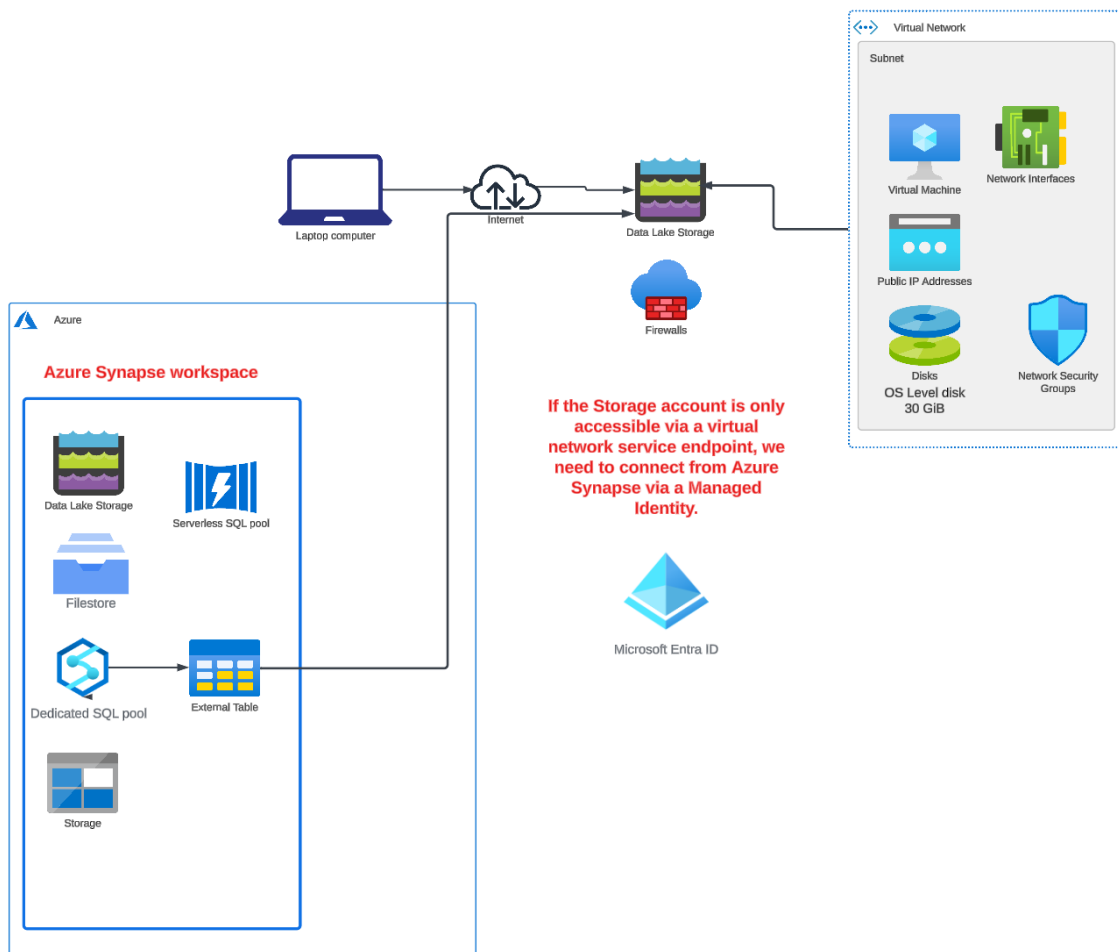 Virtual Network
Subnet
Virtual Machine
Network Interfaces
Laptop computer
Internet
Data Lake Storage
Public IP Addresses
Firewalls
Disks
OS Level disk
30 GiB
Network Security
Groups
Azure
Azure Synapse workspace
Data Lake Storage
Serverless SQL pool
Filestore
Dedicated SQL pool
External Table
Storage
If the Storage account is only
accessible via a virtual
network service endpoint, we
need to connect from Azure
Synapse via a Managed
Identity.
Microsoft Entra ID